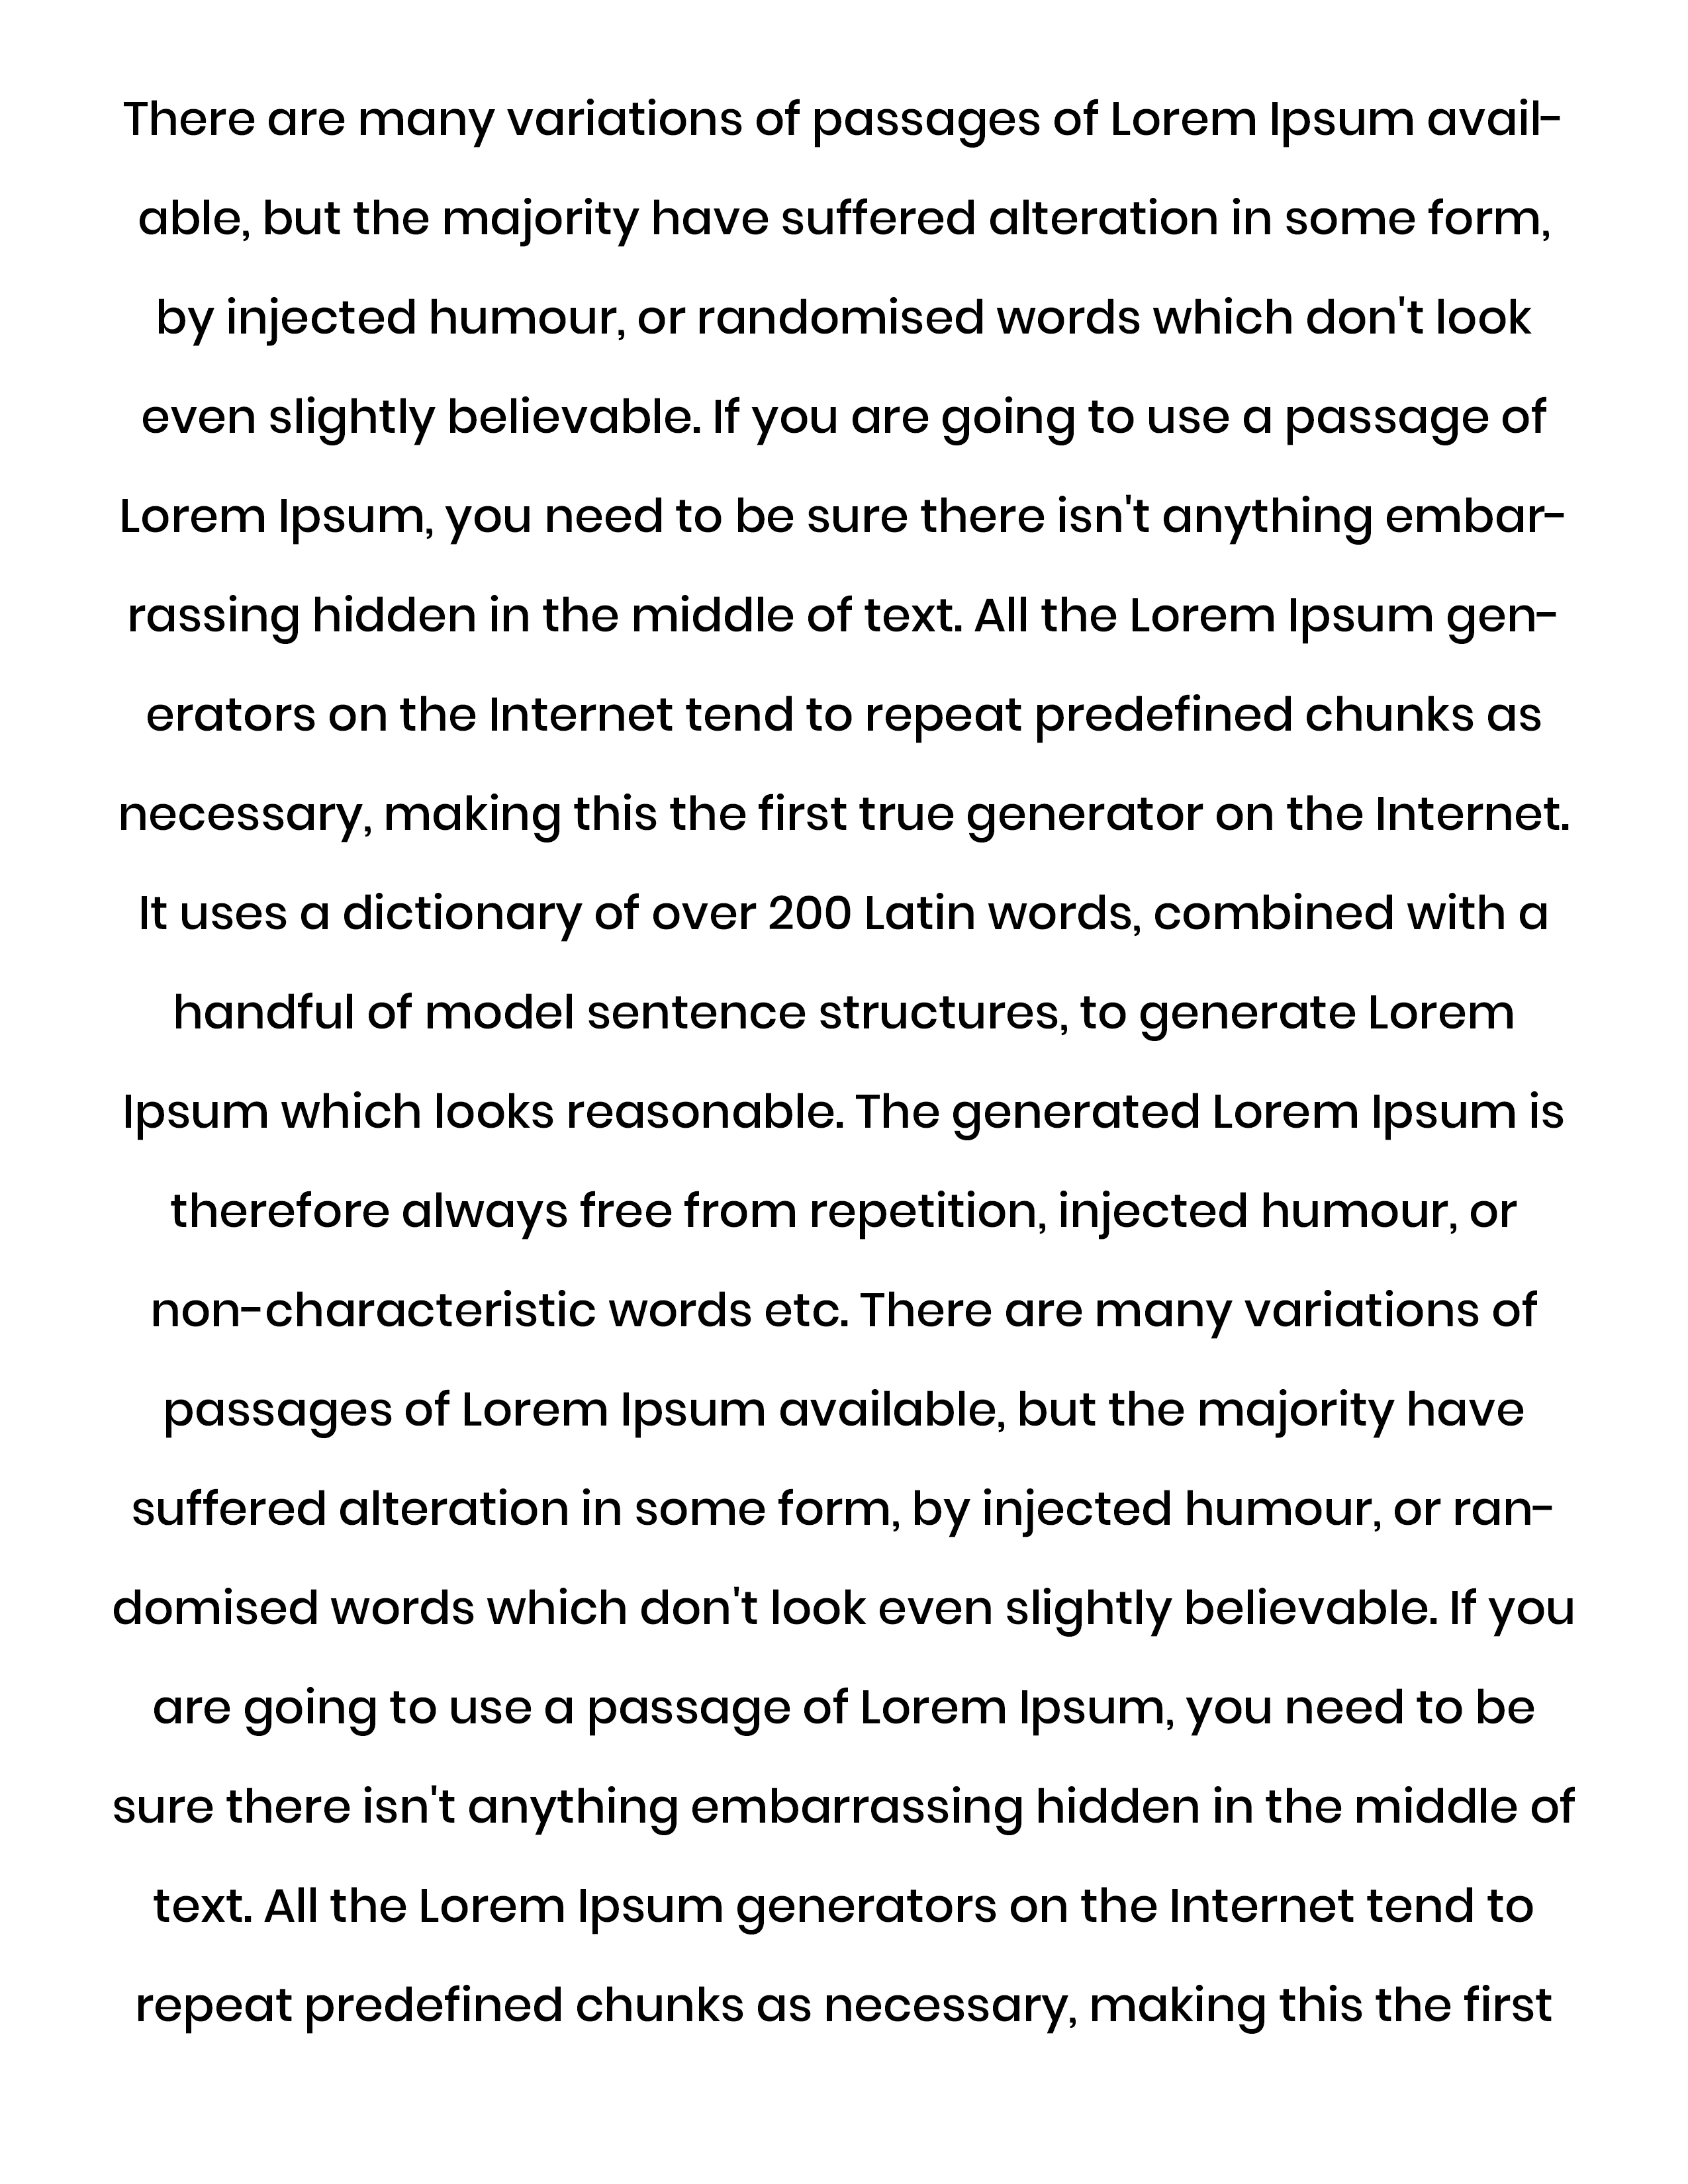 There are many variations of passages of Lorem Ipsum avail-
able, but the majority have suffered alteration in some form,
by injected humour, or randomised words which don't look
even slightly believable. If you are going to use a passage of
Lorem Ipsum, you need to be sure there isn't anything embar-
rassing hidden in the middle of text. All the Lorem Ipsum gen-
erators on the Internet tend to repeat predefined chunks as
necessary, making this the first true generator on the Internet.
It uses a dictionary of over 200 Latin words, combined with a
handful of model sentence structures, to generate Lorem
Ipsum which looks reasonable. The generated Lorem Ipsum is
therefore always free from repetition, injected humour, or
non-characteristic words etc. There are many variations of
passages of Lorem Ipsum available, but the majority have
suffered alteration in some form, by injected humour, or ran-
domised words which don't look even slightly believable. If you
are going to use a passage of Lorem Ipsum, you need to be
sure there isn't anything embarrassing hidden in the middle of
text. All the Lorem Ipsum generators on the Internet tend to
repeat predefined chunks as necessary, making this the first